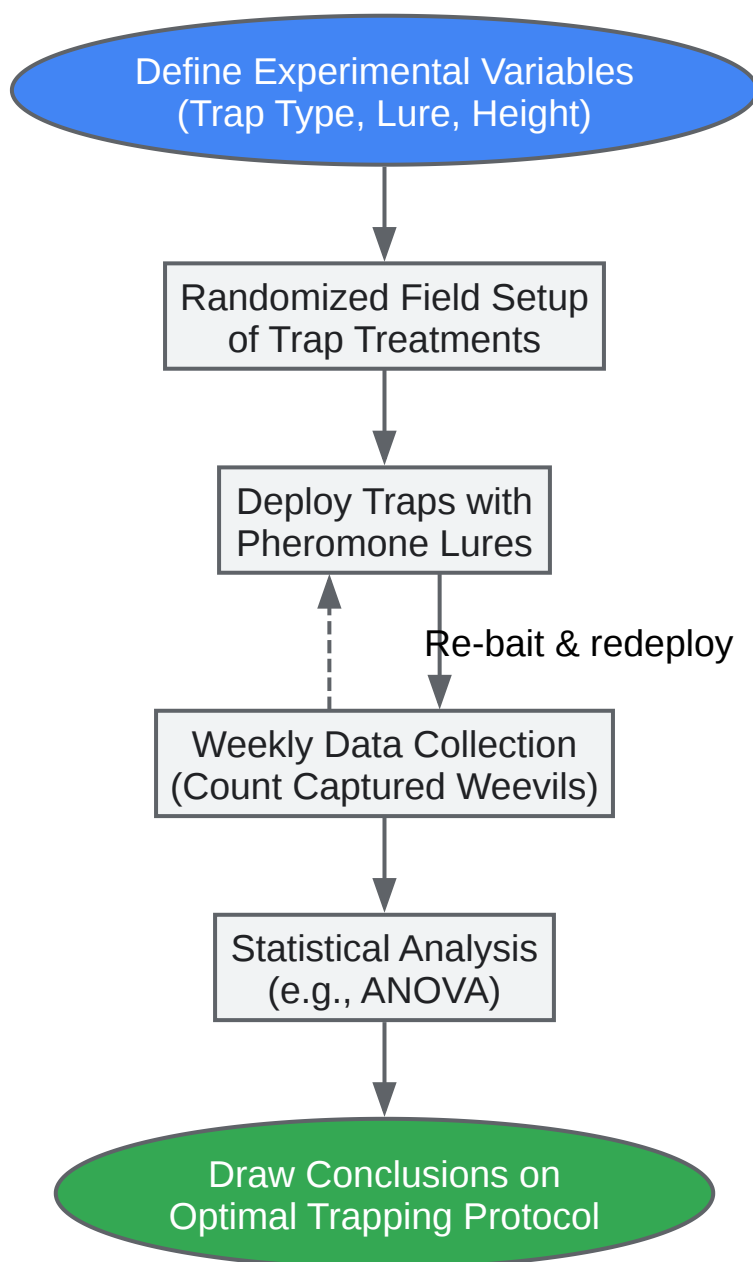 Define Experimental Variables
(Trap Type, Lure, Height)
Randomized Field Setup
of Trap Treatments
Deploy Traps with
Pheromone Lures
Re-bait & redeploy
Weekly Data Collection
(Count Captured Weevils)
Statistical Analysis
(e.g., ANOVA)
Draw Conclusions on
Optimal Trapping Protocol